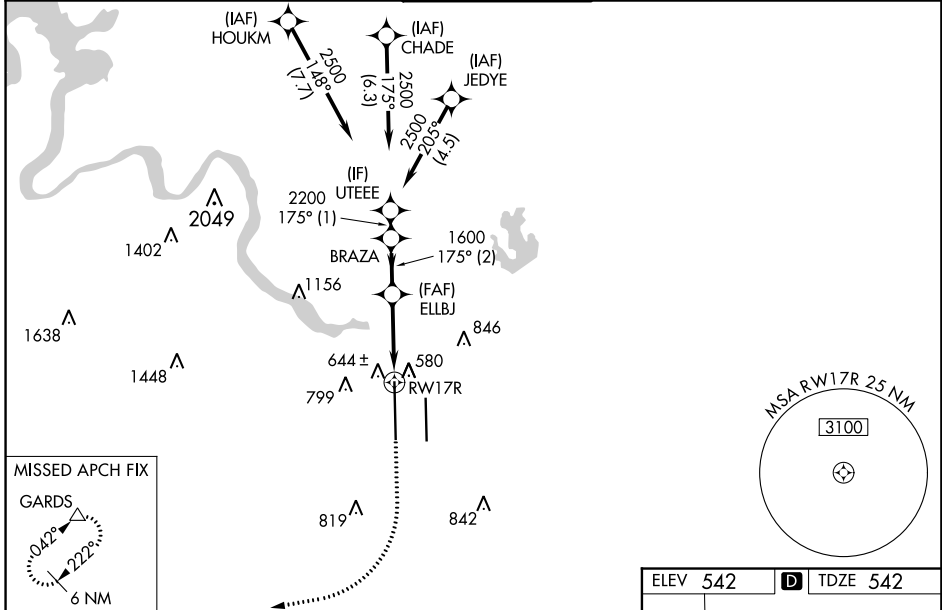 (IAF)
HOUKM
2500
148°
(7.7)
(IAF)
CHADE
2500
175°
(6.3)
(IAF)
JEDYE
2500
205°
(4.5)
(IF)
UTEEE
2200
175° (1)
BRAZA
1600
175° (2)
(FAF)
ELLBJ
2049
1402
1156
1638
1448
846
644 ±
580
799
RW17R
819
842
MSA RW17R 25 NM
3100
MISSED APCH FIX
GARDS
042°
222°
6 NM
ELEV 542 D TDZE 542